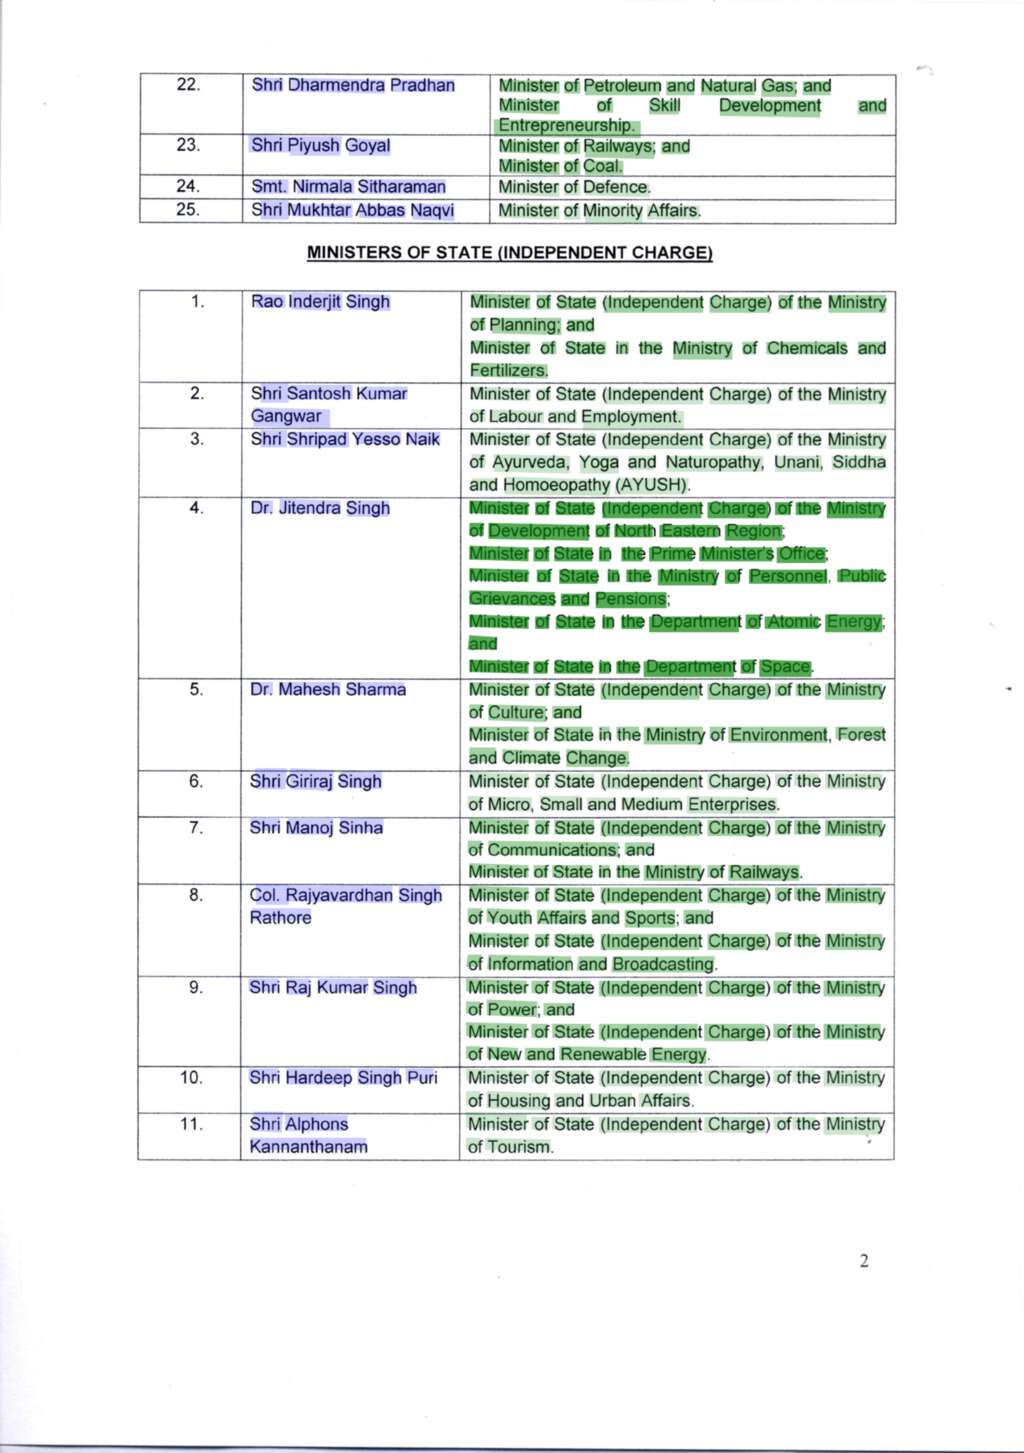 22. Shri Dharmendra Pradhan Minister of Petroleum and Natural Gas; and
Minister of Skill Development and
Entrepreneurship.
23. Shri Piyush Goyal Minister of Railways; and
Minister of Coal.
24. Smt. Nirmala Sitharaman Minister of Defence.
25. Shri Mukhtar Abbas Naqvi Minister of Minority Affairs.
MINISTERS OF STATE (INDEPENDENT CHARGE)
1. Rao Inderjit Singh Minister of State (Independent Charge) of the Ministry
of Planning; and
Minister of State in the Ministry of Chemicals and
Fertilizers.
2. Shri Santosh Kumar Minister of State (Independent Charge) of the Ministry
Gangwar of Labour and Employment.
3. Shri Shripad Yesso Naik Minister of State (Independent Charge) of the Ministry
of Ayurveda, Yoga and Naturopathy, Unani, Siddha
and Homoeopathy (AYUSH).
4. Dr. Jitendra Singh Minister of State (Independent Charge) of the Ministry
of Development of North Eastern Region;
Minister of State in the Prime Minister's Office;
Minister of State in the Ministry of Personnel, Public
Grievances and Pensions;
Minister of State in the Department of Atomic Energy;
and
Minister of State in the Department of Space.
5. Dr. Mahesh Sharma Minister of State (Independent Charge) of the Ministry
of Culture; and
Minister of State in the Ministry of Environment, Forest
and Climate Change.
6. Shri Giriraj Singh Minister of State (Independent Charge) of the Ministry
of Micro, Small and Medium Enterprises.
7. Shri Manoj Sinha Minister of State (Independent Charge) of the Ministry
of Communications; and
Minister of State in the Ministry of Railways.
8. Col. Rajyavardhan Singh Minister of State (Independent Charge) of the Ministry
Rathore of Youth Affairs and Sports; and
Minister of State (Independent Charge) of the Ministry
of Information and Broadcasting.
9. Shri Raj Kumar Singh Minister of State (Independent Charge) of the Ministry
of Power; and
Minister of State (Independent Charge) of the Ministry
of New and Renewable Energy.
10. Shri Hardeep Singh Puri Minister of State (Independent Charge) of the Ministry
of Housing and Urban Affairs.
11. Shri Alphons Minister of State (Independent Charge) of the Ministry
Kannanthanam of Tourism.
2